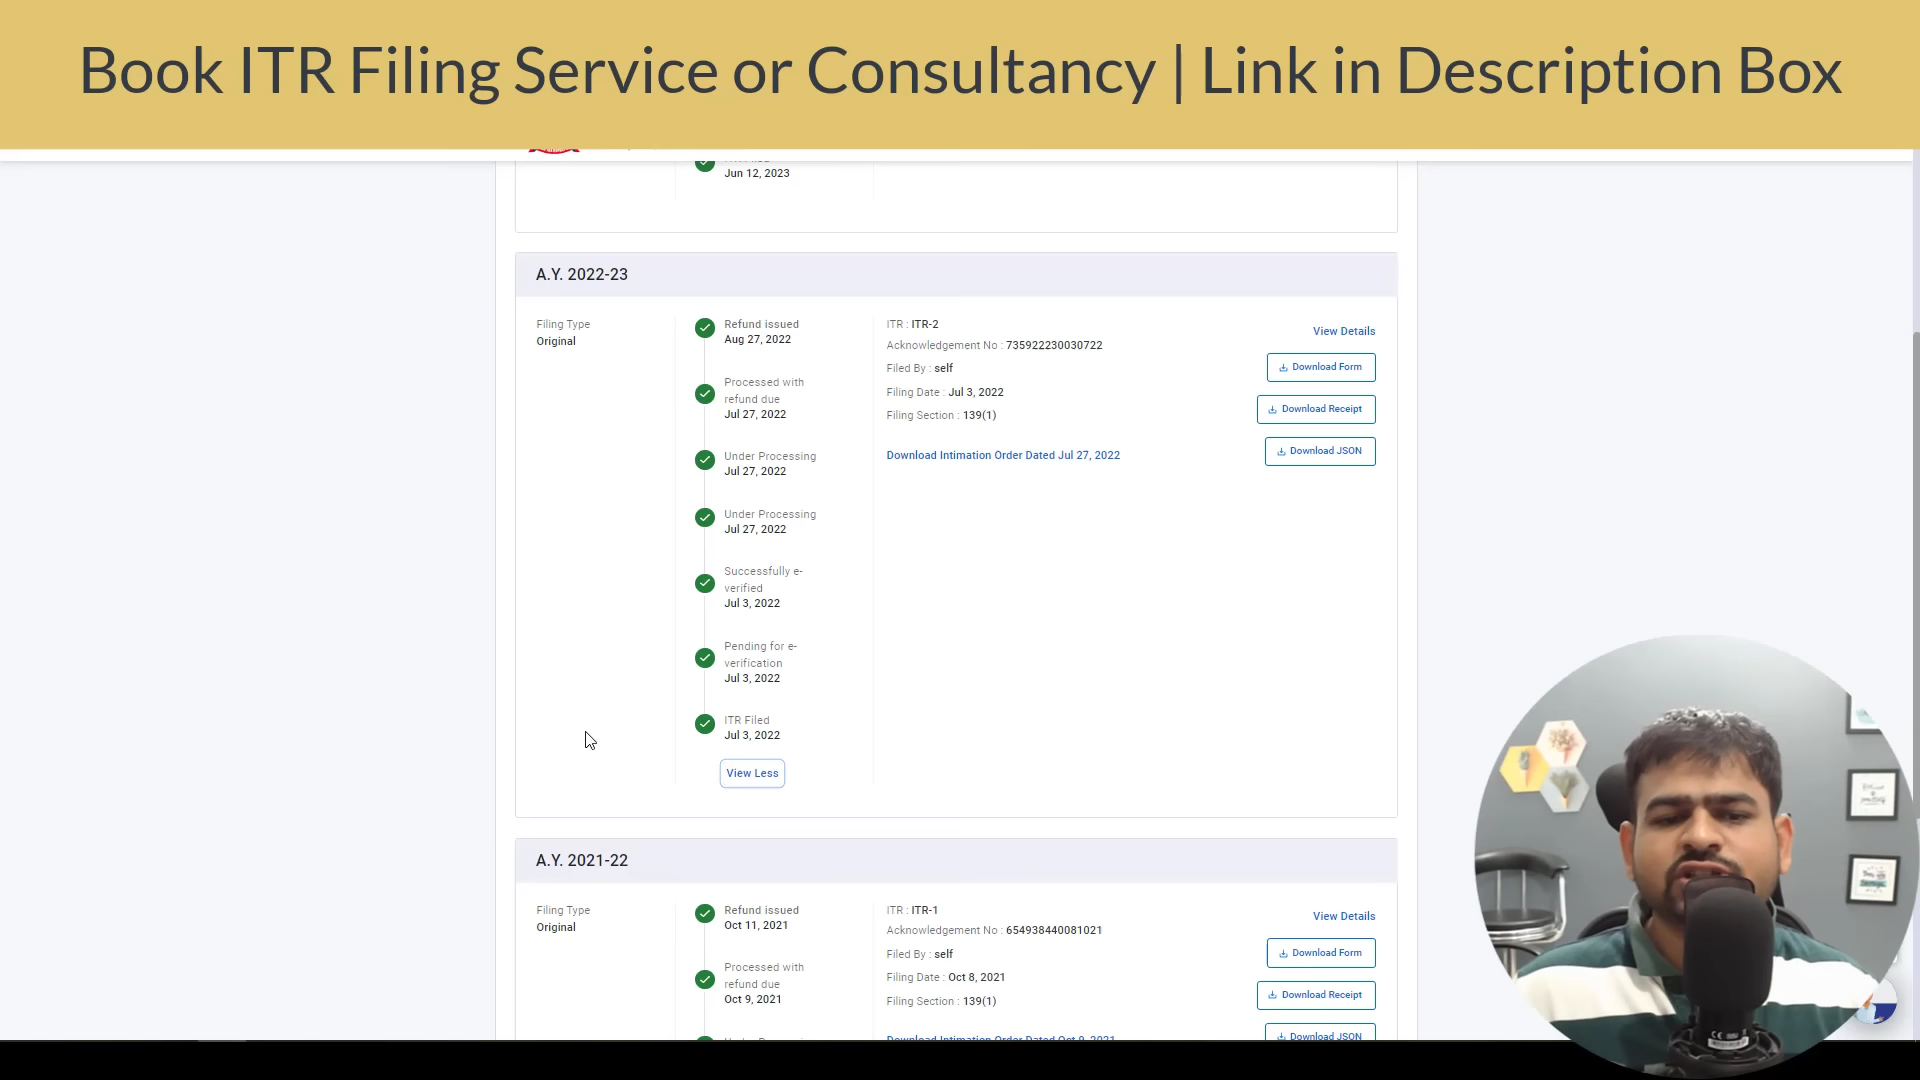 Book ITR Filing Service or Consultancy | Link in Description Box
Jun 12, 2023
A.Y. 2022-23
Filing Type
Original
Refund issued
Aug 27, 2022
Processed with
refund due
Jul 27, 2022
Under Processing
Jul 27, 2022
Under Processing
Jul 27, 2022
Successfully e-
verified
Jul 3, 2022
Pending for e-
verification
Jul 3, 2022
ITR Filed
Jul 3, 2022
View Less
ITR : ITR-2
Acknowledgement No : 735922230030722
Filed By : self
Filing Date : Jul 3, 2022
Filing Section : 139(1)
Download Intimation Order Dated Jul 27, 2022
View Details
Download Form
Download Receipt
Download JSON
A.Y. 2021-22
Filing Type
Original
Refund issued
Oct 11, 2021
Processed with
refund due
Oct 9, 2021
ITR : ITR-1
Acknowledgement No : 654938440081021
Filed By : self
Filing Date : Oct 8, 2021
Filing Section : 139(1)
Download Intimation Order Dated Oct 9, 2021
View Details
Download Form
Download Receipt
Download JSON